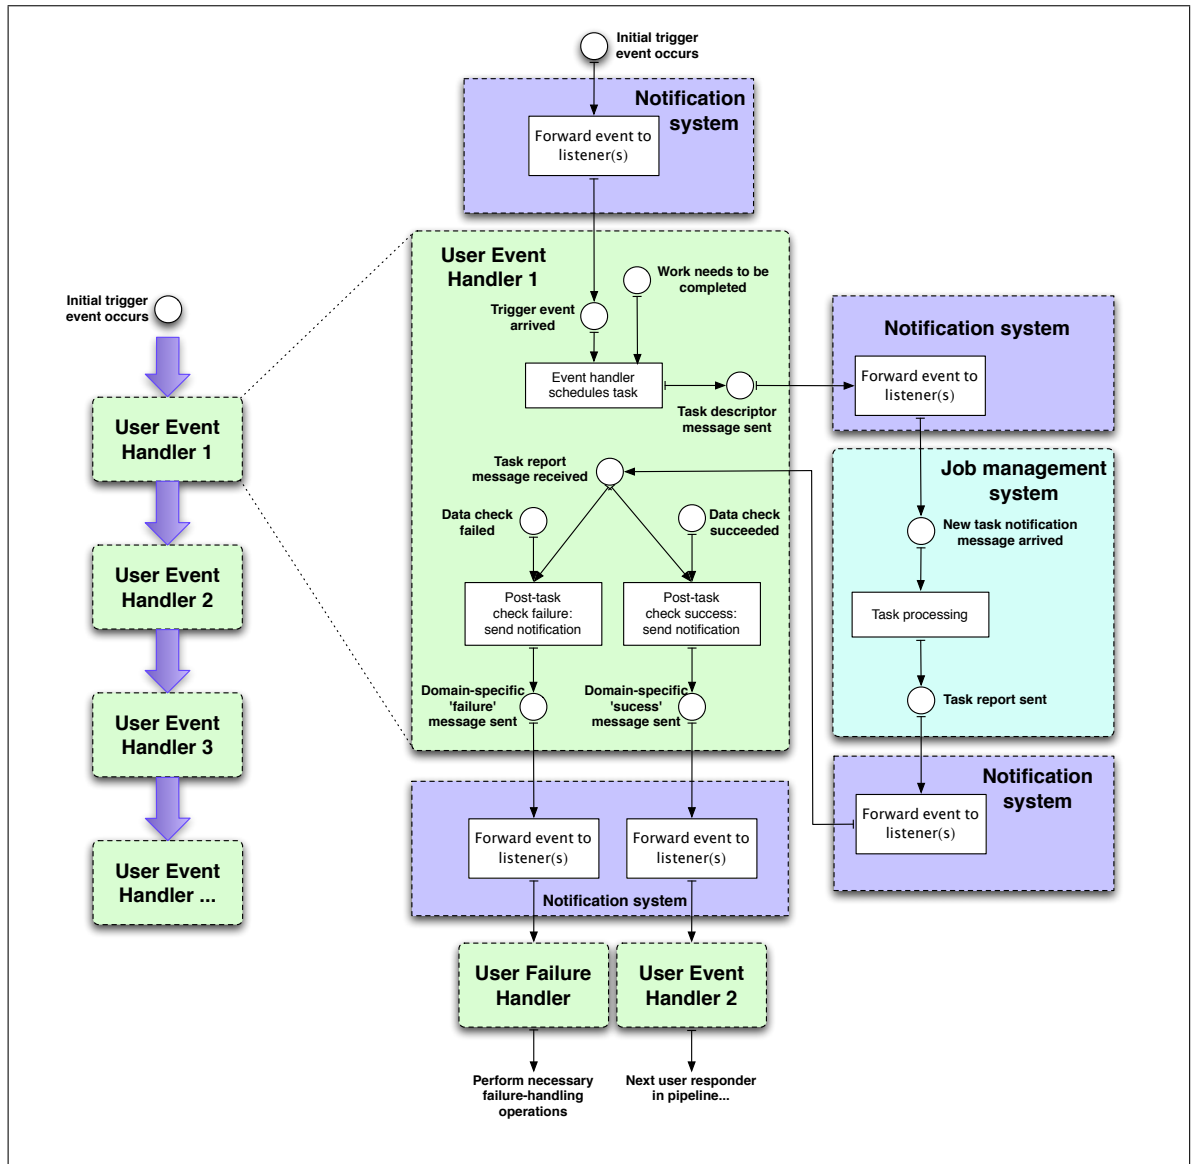 Initial trigger
event occurs
Notification
system
Forward event to
listener(s)
User Event
Handler 1
Work needs to be
completed
Trigger event
arrived
Event handler
schedules task
Task descriptor
message sent
Notification system
Forward event to
listener(s)
Job management
system
New task notification
message arrived
Task processing
Task report sent
Notification
system
Forward event to
listener(s)
Task report
message received
Data check
failed
Data check
succeeded
Post-task
check failure:
send notification
Post-task
check success:
send notification
Domain-specific
'failure'
message sent
Domain-specific
'sucess'
message sent
Forward event to
listener(s)
Forward event to
listener(s)
Notification system
User Failure
Handler
User Event
Handler 2
Perform necessary
failure-handling
operations
Next user responder
in pipeline...
Initial trigger
event occurs
User Event
Handler 1
User Event
Handler 2
User Event
Handler 3
User Event
Handler ...